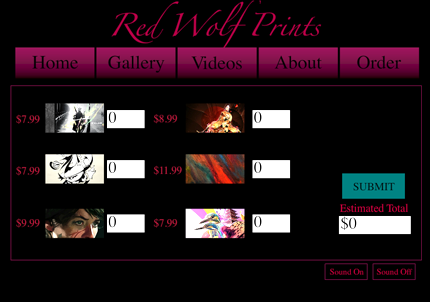 Red Wolf Prints
Home Gallery Videos About Order
$7.99 0 $8.99 0
$7.99 0 $11.99 0
SUBMIT
Estimated Total
$9.99 0 $7.99 0 $0
Sound On Sound Off